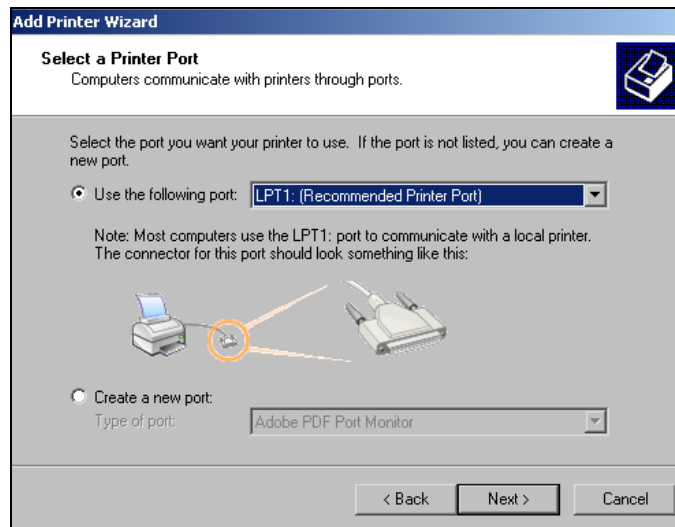 Add Printer Wizard
Select a Printer Port
Computers communicate with printers through ports.
Select the port you want your printer to use.  If the port is not listed, you can create a
new port.
Use the following port: LPT1: (Recommended Printer Port)
Note: Most computers use the LPT1: port to communicate with a local printer.
The connector for this port should look something like this:
Create a new port:
Type of port: Adobe PDF Port Monitor
< Back Next > Cancel